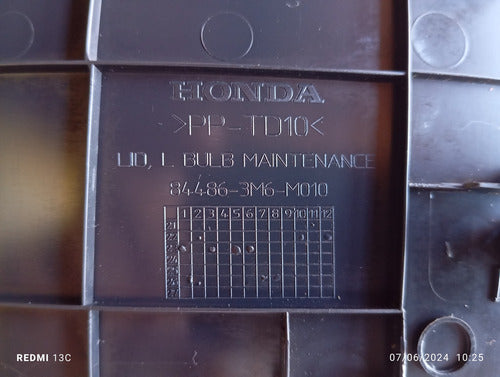 HONDA
>PP-TD10<
LID, L BULB MAINTENANCE
84486-3M6-M010
1 2 3 4 5 6 7 8 9 10 11 12
21
REDMI 13C
07/06/2024 10:25